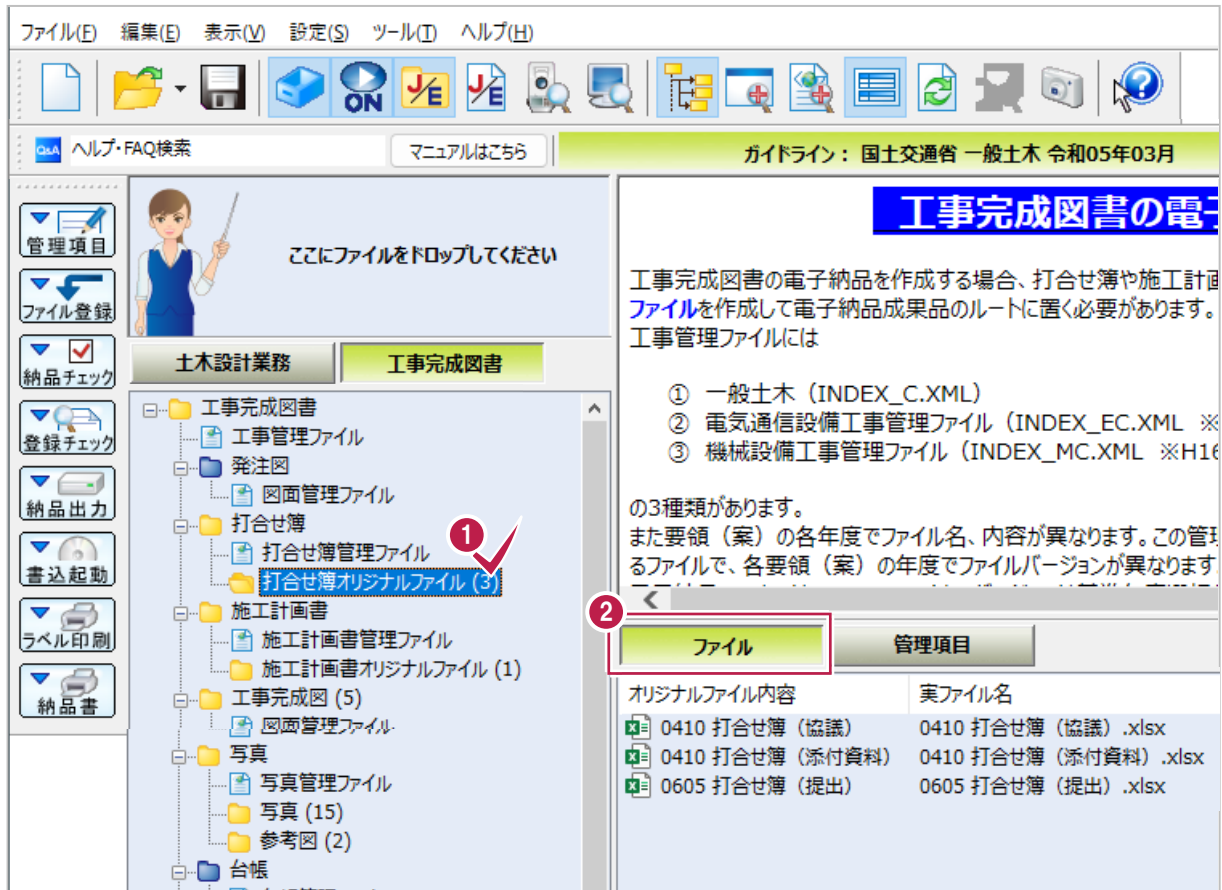 ファイル(F) 編集(E) 表示(V) 設定(S) ツール(T) ヘルプ(H)
ON J/E J/E
Q&A ヘルプ・FAQ検索 マニュアルはこちら ガイドライン： 国土交通省 一般土木 令和05年03月
管理項目
ファイル登録
納品チェック
登録チェック
納品出力
書込起動
ラベル印刷
納品書
ここにファイルをドロップしてください
土木設計業務 工事完成図書
工事完成図書
工事管理ファイル
発注図
図面管理ファイル
打合せ簿
打合せ簿管理ファイル
1
打合せ簿オリジナルファイル (3)
施工計画書
施工計画書管理ファイル
施工計画書オリジナルファイル (1)
工事完成図 (5)
図面管理ファイル
写真
写真管理ファイル
写真 (15)
参考図 (2)
台帳
工事完成図書の電子
工事完成図書の電子納品を作成する場合、打合せ簿や施工計画
ファイルを作成して電子納品成果品のルートに置く必要があります。
工事管理ファイルには
① 一般土木（INDEX_C.XML）
② 電気通信設備工事管理ファイル（INDEX_EC.XML ※
③ 機械設備工事管理ファイル（INDEX_MC.XML ※H16
の3種類があります。
また要領（案）の各年度でファイル名、内容が異なります。この管理
るファイルで、各要領（案）の年度でファイルバージョンが異なります
2
ファイル 管理項目
オリジナルファイル内容 実ファイル名
0410 打合せ簿（協議） 0410 打合せ簿（協議）.xlsx
0410 打合せ簿（添付資料） 0410 打合せ簿（添付資料）.xlsx
0605 打合せ簿（提出） 0605 打合せ簿（提出）.xlsx